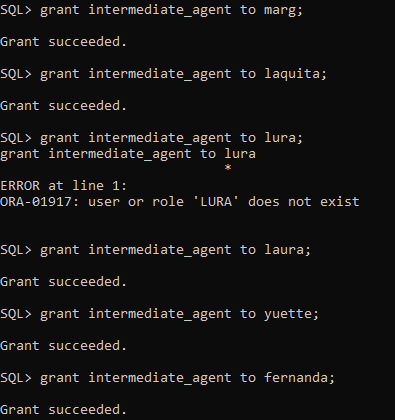 SQL> grant intermediate_agent to marg;
Grant succeeded.
SQL> grant intermediate_agent to laquita;
Grant succeeded.
SQL> grant intermediate_agent to lura;
grant intermediate_agent to lura
*
ERROR at line 1:
ORA-01917: user or role 'LURA' does not exist
SQL> grant intermediate_agent to laura;
Grant succeeded.
SQL> grant intermediate_agent to yuette;
Grant succeeded.
SQL> grant intermediate_agent to fernanda;
Grant succeeded.